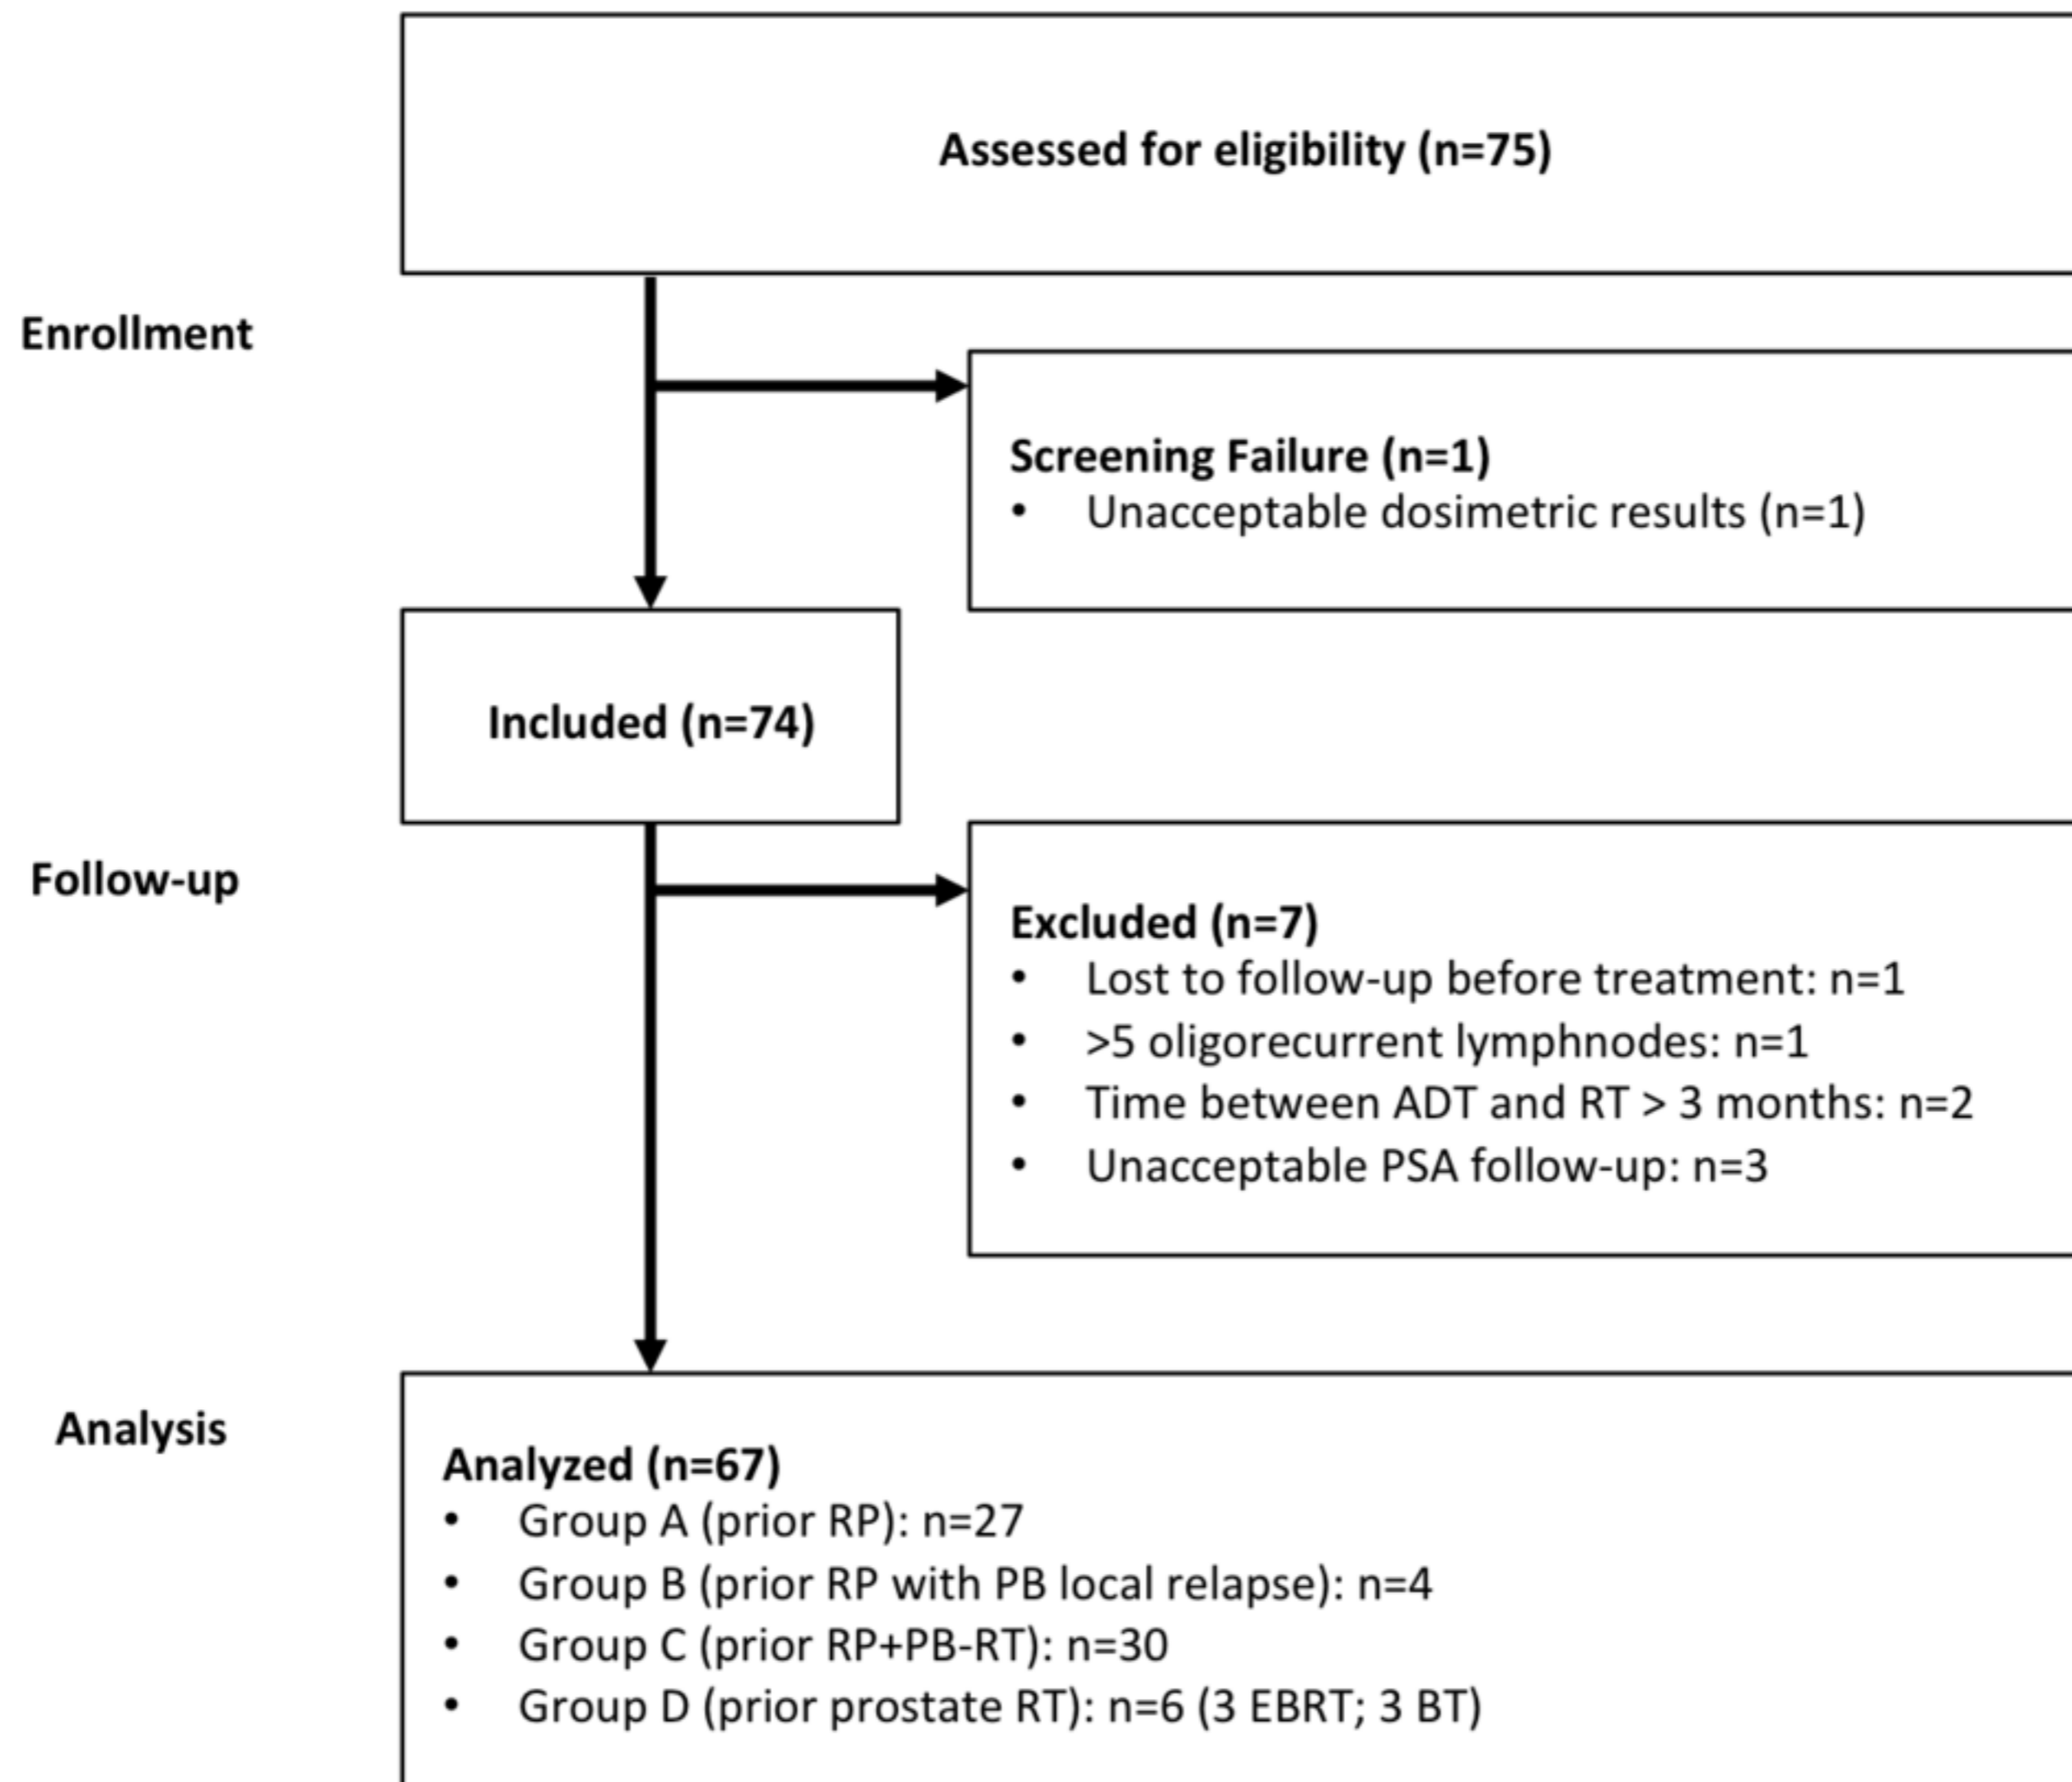 Assessed for eligibility (n=75)
Enrollment
Screening Failure (n=1)
• Unacceptable dosimetric results (n=1)
Included (n=74)
Follow-up
Excluded (n=7)
• Lost to follow-up before treatment: n=1
• >5 oligorecurrent lymphnodes: n=1
• Time between ADT and RT > 3 months: n=2
• Unacceptable PSA follow-up: n=3
Analysis
Analyzed (n=67)
• Group A (prior RP): n=27
• Group B (prior RP with PB local relapse): n=4
• Group C (prior RP+PB-RT): n=30
• Group D (prior prostate RT): n=6 (3 EBRT; 3 BT)